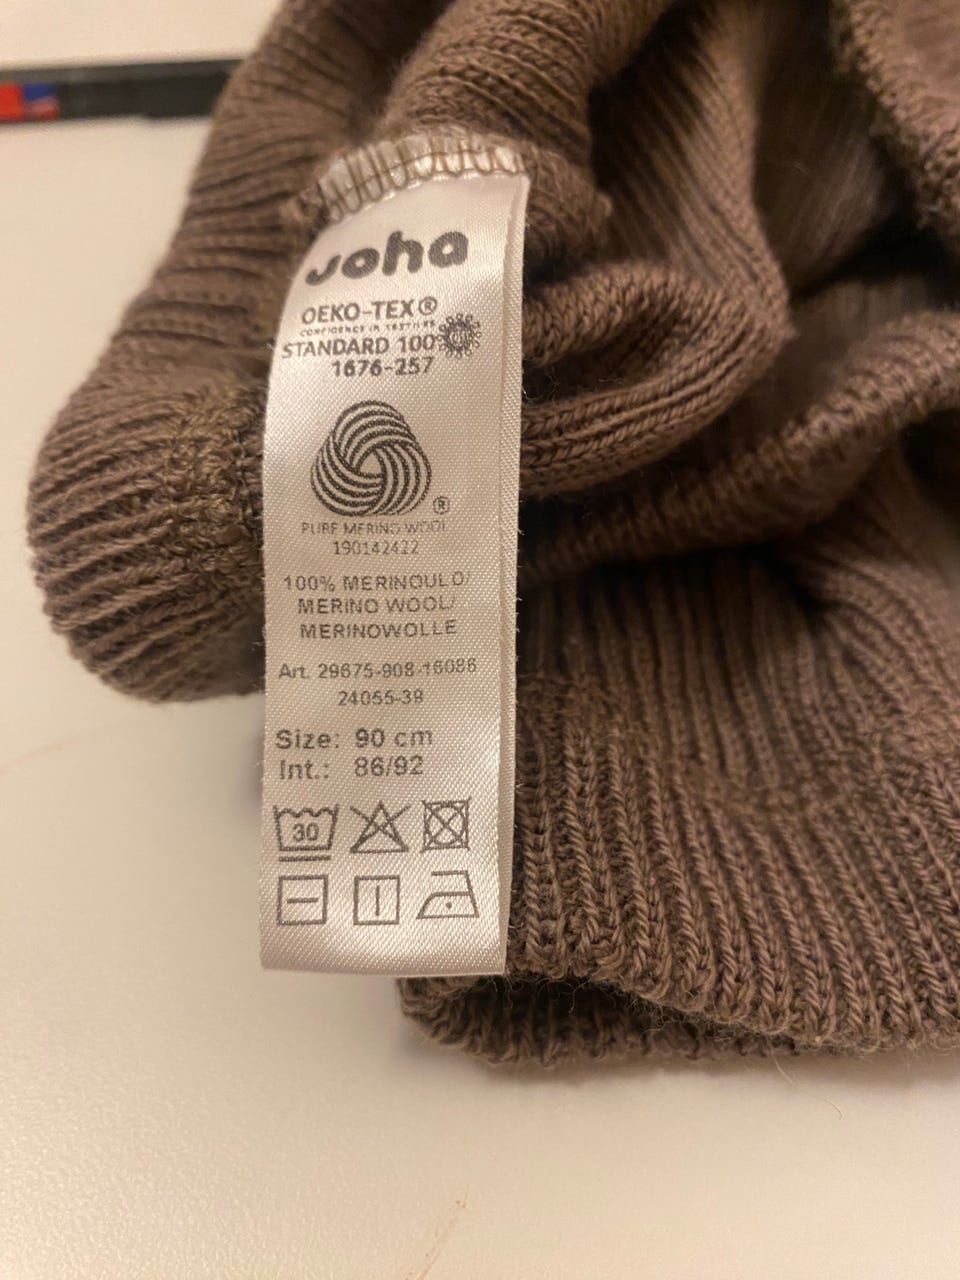 Joha
OEKO-TEX®
CONFIDENCE IN TEXTILES
STANDARD 100
1676-257
®
PURE MERINO WOOL
190142422
100% MERINOULD/
MERINO WOOL/
MERINOWOLLE
Art. 29675-908-16086
24055-38
Size: 90 cm
Int.: 86/92
30